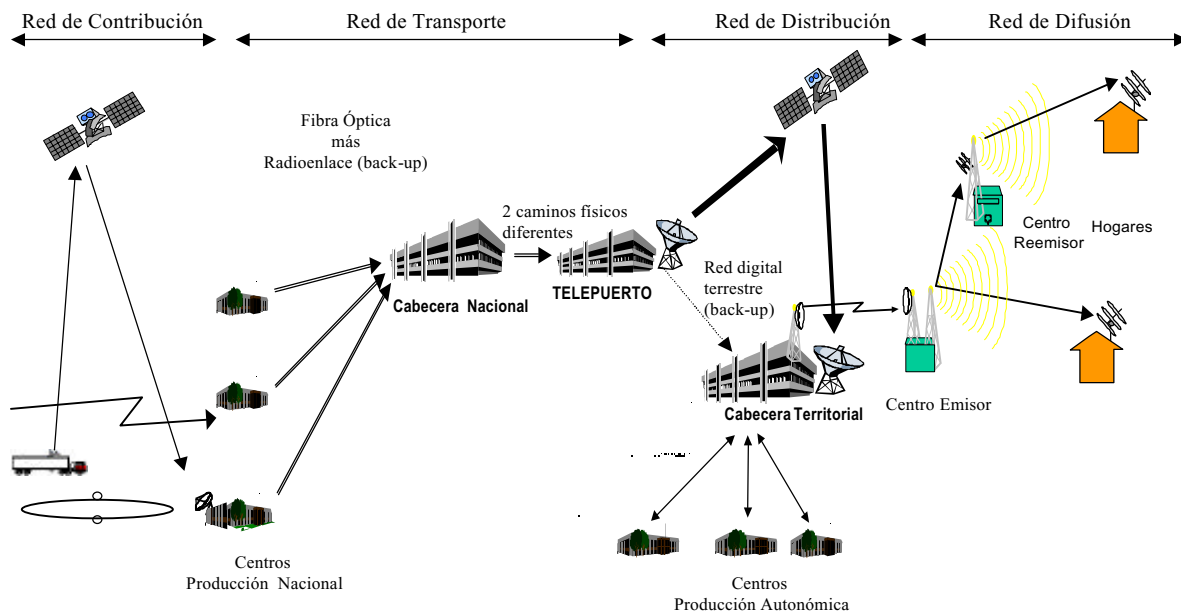 Red de Contribución
Red de Transporte
Red de Distribución
Red de Difusión
Fibra Óptica
más
Radioenlace (back-up)
2 caminos físicos
diferentes
Cabecera Nacional
TELEPUERTO
Red digital
terrestre
(back-up)
Centro
Reemisor
Hogares
Cabecera Territorial
Centro Emisor
Centros
Producción Nacional
Centros
Producción Autonómica